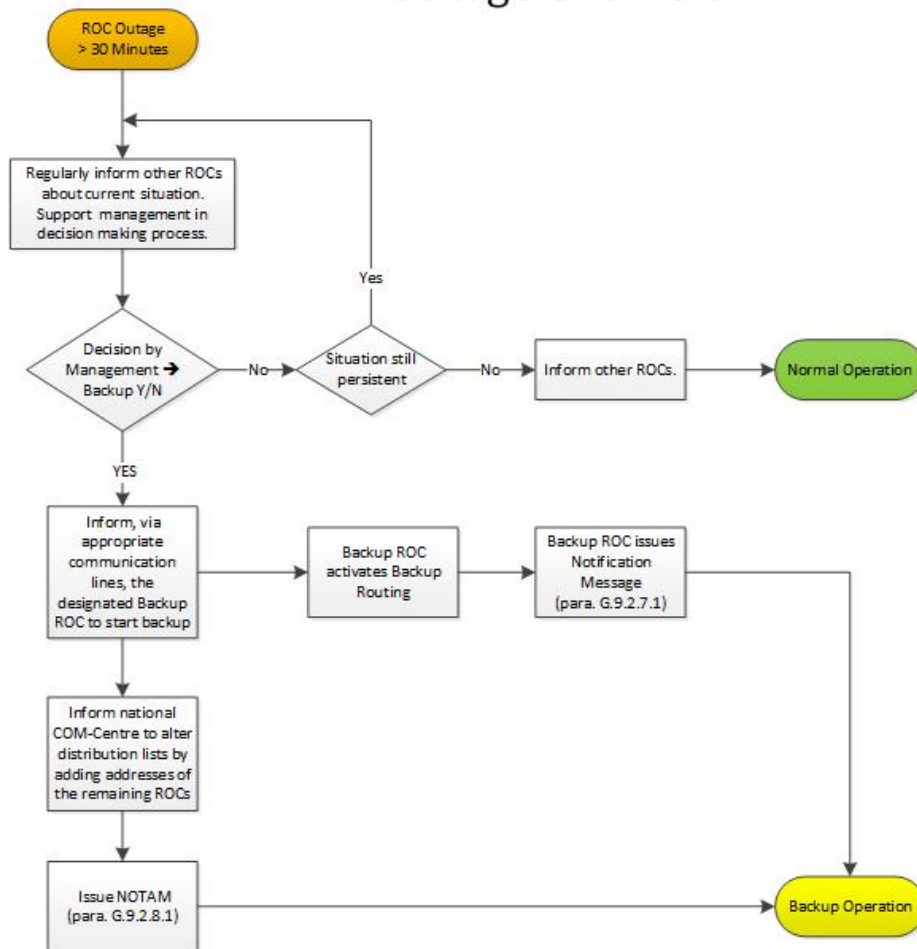 ROC Outage
> 30 Minutes
Regularly inform other ROCs
about current situation.
Support management in
decision making process.
Yes
Decision by
Management →
Backup Y/N
No
Situation still
persistent
No
Inform other ROCs.
Normal Operation
YES
Inform, via
appropriate
communication
lines, the
designated Backup
ROC to start backup
Backup ROC
activates Backup
Routing
Backup ROC issues
Notification
Message
(para. G.9.2.7.1)
Inform national
COM-Centre to alter
distribution lists by
adding addresses of
the remaining ROCs
Issue NOTAM
(para. G.9.2.8.1)
Backup Operation